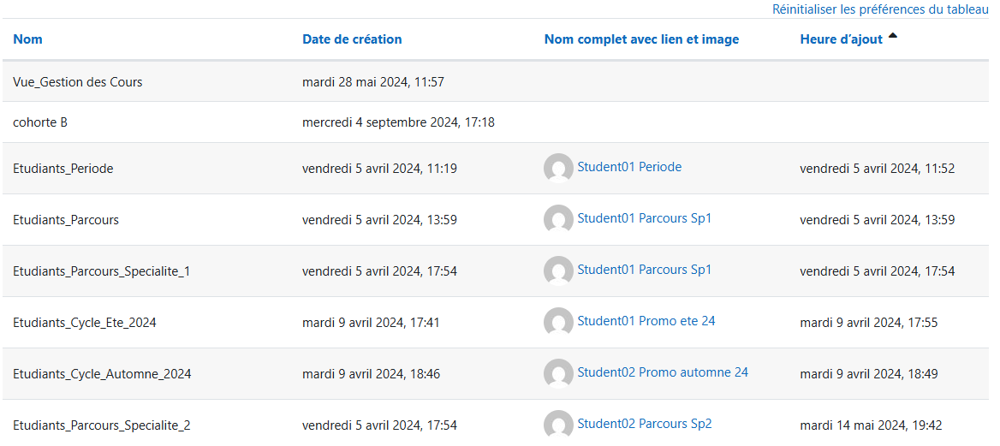 Réinitialiser les préférences du tableau
Nom Date de création Nom complet avec lien et image Heure d’ajout
Vue_Gestion des Cours mardi 28 mai 2024, 11:57
cohorte B mercredi 4 septembre 2024, 17:18
Etudiants_Periode vendredi 5 avril 2024, 11:19 Student01 Periode vendredi 5 avril 2024, 11:52
Etudiants_Parcours vendredi 5 avril 2024, 13:59 Student01 Parcours Sp1 vendredi 5 avril 2024, 13:59
Etudiants_Parcours_Specialite_1 vendredi 5 avril 2024, 17:54 Student01 Parcours Sp1 vendredi 5 avril 2024, 17:54
Etudiants_Cycle_Ete_2024 mardi 9 avril 2024, 17:41 Student01 Promo ete 24 mardi 9 avril 2024, 17:55
Etudiants_Cycle_Automne_2024 mardi 9 avril 2024, 18:46 Student02 Promo automne 24 mardi 9 avril 2024, 18:49
Etudiants_Parcours_Specialite_2 vendredi 5 avril 2024, 17:54 Student02 Parcours Sp2 mardi 14 mai 2024, 19:42